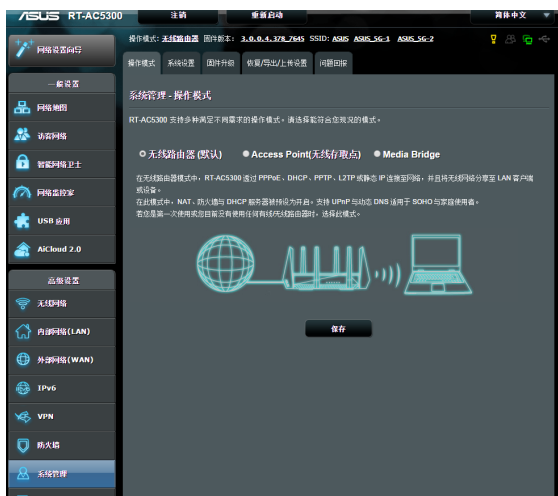 ASUS RT-AC5300 注销 重新启动 简体中文
操作模式: 无线路由器 固件版本: 3.0.0.4.378_7645 SSID: ASUS ASUS_5G-1 ASUS_5G-2
网络设置向导
操作模式 系统设置 固件升级 恢复/导出/上传设置 问题回报
一般设置
网络地图
访客网络
智能网络卫士
网络监控家
USB 应用
AiCloud 2.0
高级设置
无线网络
内部网络(LAN)
外部网络(WAN)
IPv6
VPN
防火墙
系统管理
系统管理 - 操作模式
RT-AC5300 支持多种满足不同需求的操作模式。请选择能符合您现况的模式。
无线路由器 (默认) Access Point(无线存取点) Media Bridge
在无线路由器模式中，RT-AC5300 透过 PPPoE、DHCP、PPTP、L2TP 或静态 IP 连接至网络，并且将无线网络分享至 LAN 客户端
或设备。
在此模式中，NAT、防火墙与 DHCP 服务器被预设为开启。支持 UPnP 与动态 DNS 适用于 SOHO 与家庭使用者。
若您是第一次使用或您目前没有使用任何有线/无线路由器时，选择此模式。
保存